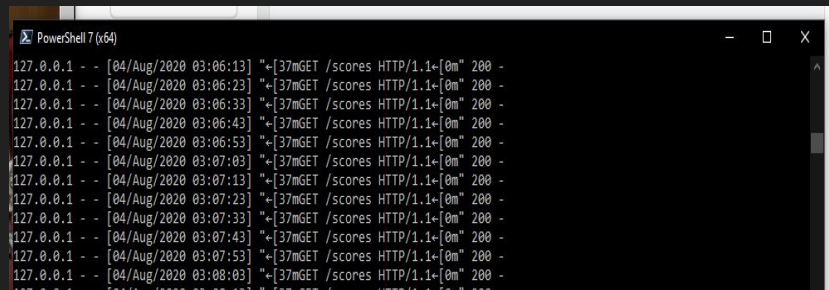 PowerShell 7 (x64)
127.0.0.1 - - [04/Aug/2020 03:06:13] "←[37mGET /scores HTTP/1.1←[0m" 200 -
127.0.0.1 - - [04/Aug/2020 03:06:23] "←[37mGET /scores HTTP/1.1←[0m" 200 -
127.0.0.1 - - [04/Aug/2020 03:06:33] "←[37mGET /scores HTTP/1.1←[0m" 200 -
127.0.0.1 - - [04/Aug/2020 03:06:43] "←[37mGET /scores HTTP/1.1←[0m" 200 -
127.0.0.1 - - [04/Aug/2020 03:06:53] "←[37mGET /scores HTTP/1.1←[0m" 200 -
127.0.0.1 - - [04/Aug/2020 03:07:03] "←[37mGET /scores HTTP/1.1←[0m" 200 -
127.0.0.1 - - [04/Aug/2020 03:07:13] "←[37mGET /scores HTTP/1.1←[0m" 200 -
127.0.0.1 - - [04/Aug/2020 03:07:23] "←[37mGET /scores HTTP/1.1←[0m" 200 -
127.0.0.1 - - [04/Aug/2020 03:07:33] "←[37mGET /scores HTTP/1.1←[0m" 200 -
127.0.0.1 - - [04/Aug/2020 03:07:43] "←[37mGET /scores HTTP/1.1←[0m" 200 -
127.0.0.1 - - [04/Aug/2020 03:07:53] "←[37mGET /scores HTTP/1.1←[0m" 200 -
127.0.0.1 - - [04/Aug/2020 03:08:03] "←[37mGET /scores HTTP/1.1←[0m" 200 -